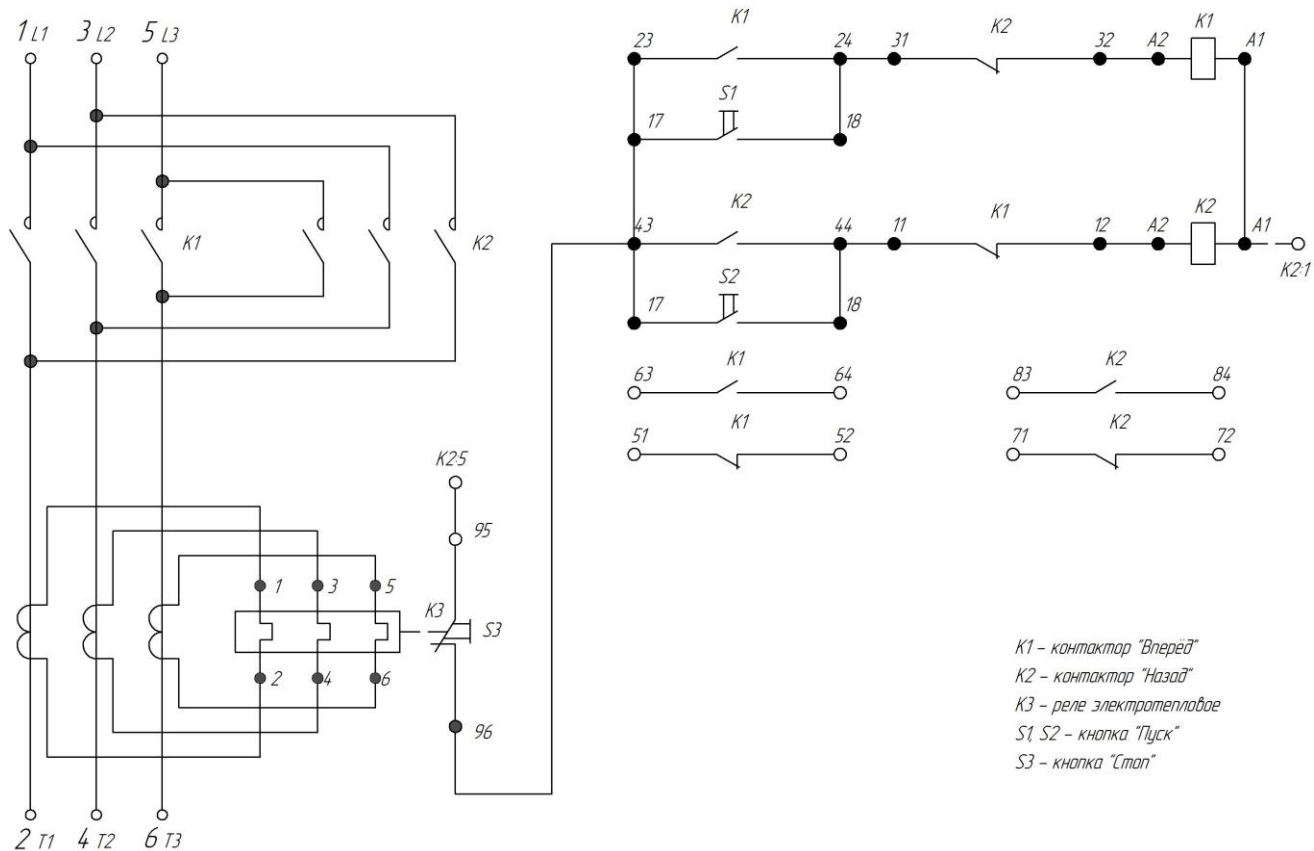 1 L1 3 L2 5 L3
K1
K2
K1
23 24 31 32 A2 A1
K2
S1
17 18
K2
K1
K2
43 44 11 12 A2 A1
K2:1
S2
17 18
K1
K2
63 64 83 84
K1
K2
51 52 71 72
K1 K2
K2:5
95
1 3 5
K3
S3
2 4 6
96
2 T1 4 T2 6 T3
K1 – контактор "Вперёд"
K2 – контактор "Назад"
K3 – реле электротепловое
S1, S2 – кнопка "Пуск"
S3 – кнопка "Стоп"